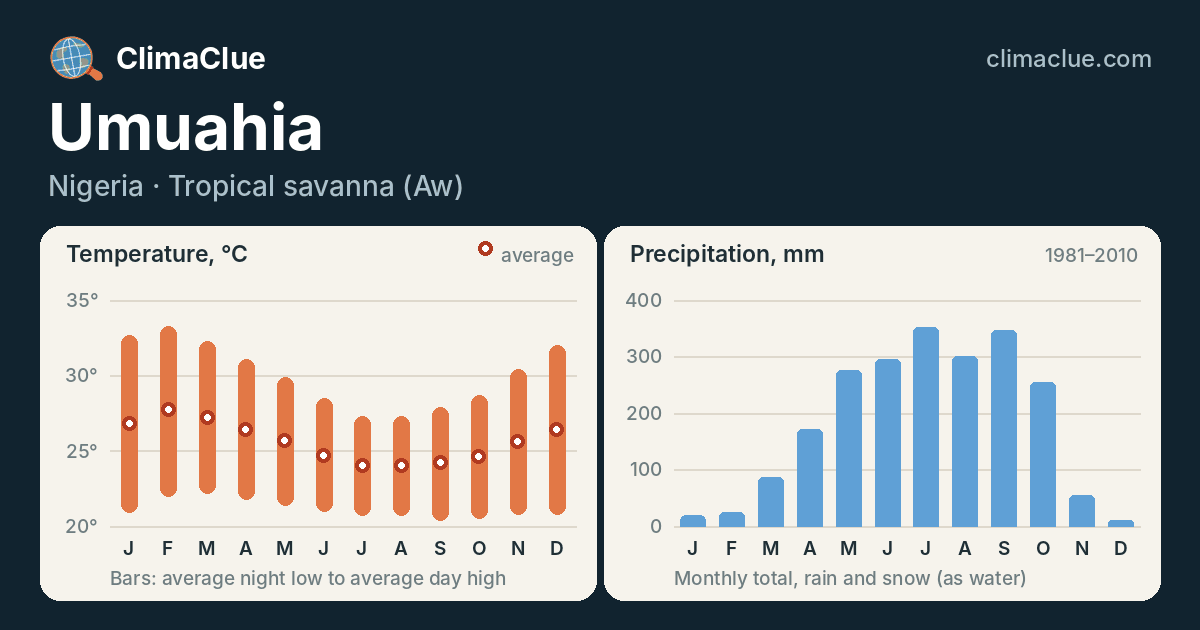 ClimaClue
climaclue.com
Umuahia
Nigeria · Tropical savanna (Aw)
Temperature, °C
average
35°
30°
25°
20°
J F M A M J J A S O N D
Bars: average night low to average day high
Precipitation, mm
1981–2010
400
300
200
100
0
J F M A M J J A S O N D
Monthly total, rain and snow (as water)